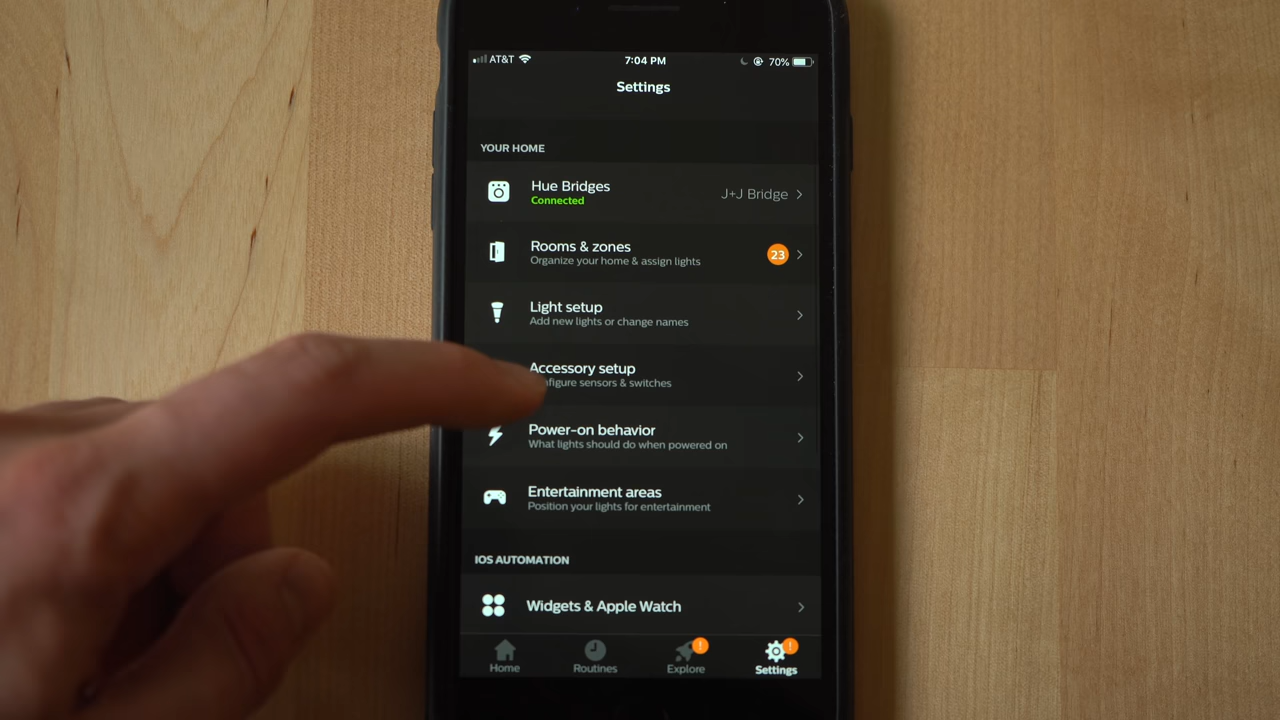 AT&T 7:04 PM 70%
Settings
YOUR HOME
Hue Bridges
Connected
J+J Bridge
Rooms & zones
Organize your home & assign lights
23
Light setup
Add new lights or change names
Accessory setup
nfigure sensors & switches
Power-on behavior
What lights should do when powered on
Entertainment areas
Position your lights for entertainment
IOS AUTOMATION
Widgets & Apple Watch
! !
Home Routines Explore Settings